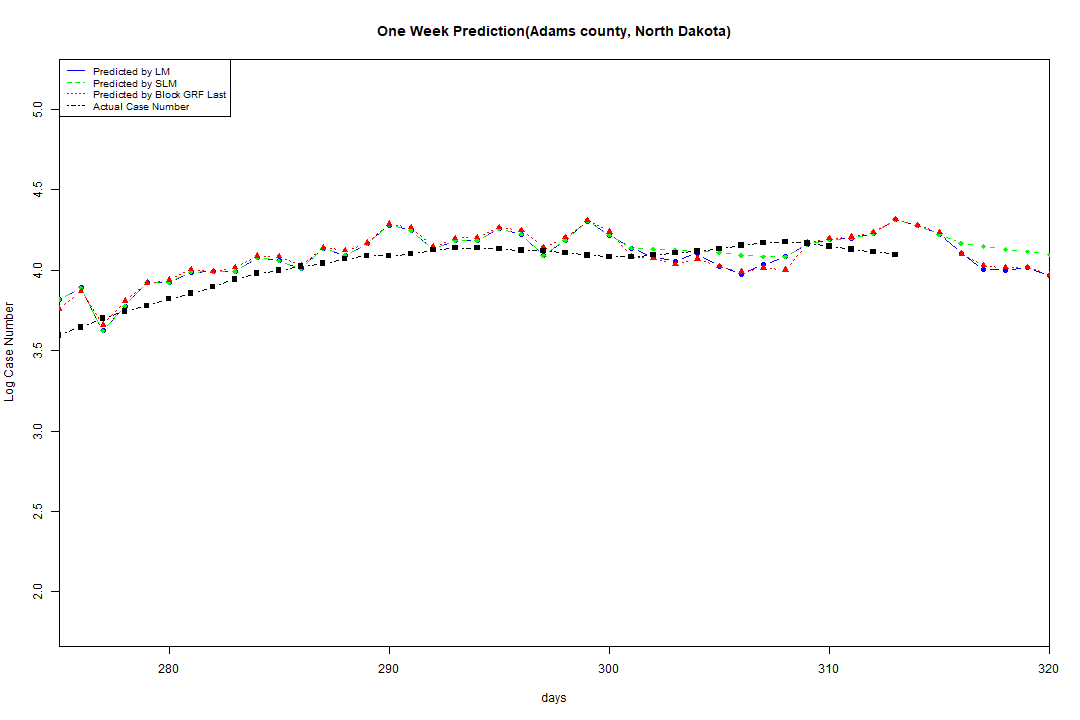 One Week Prediction(Adams county, North Dakota)
Predicted by LM
Predicted by SLM
Predicted by Block GRF Last
Actual Case Number
5.0
4.5
4.0
3.5
3.0
2.5
2.0
Log Case Number
280 290 300 310 320
days